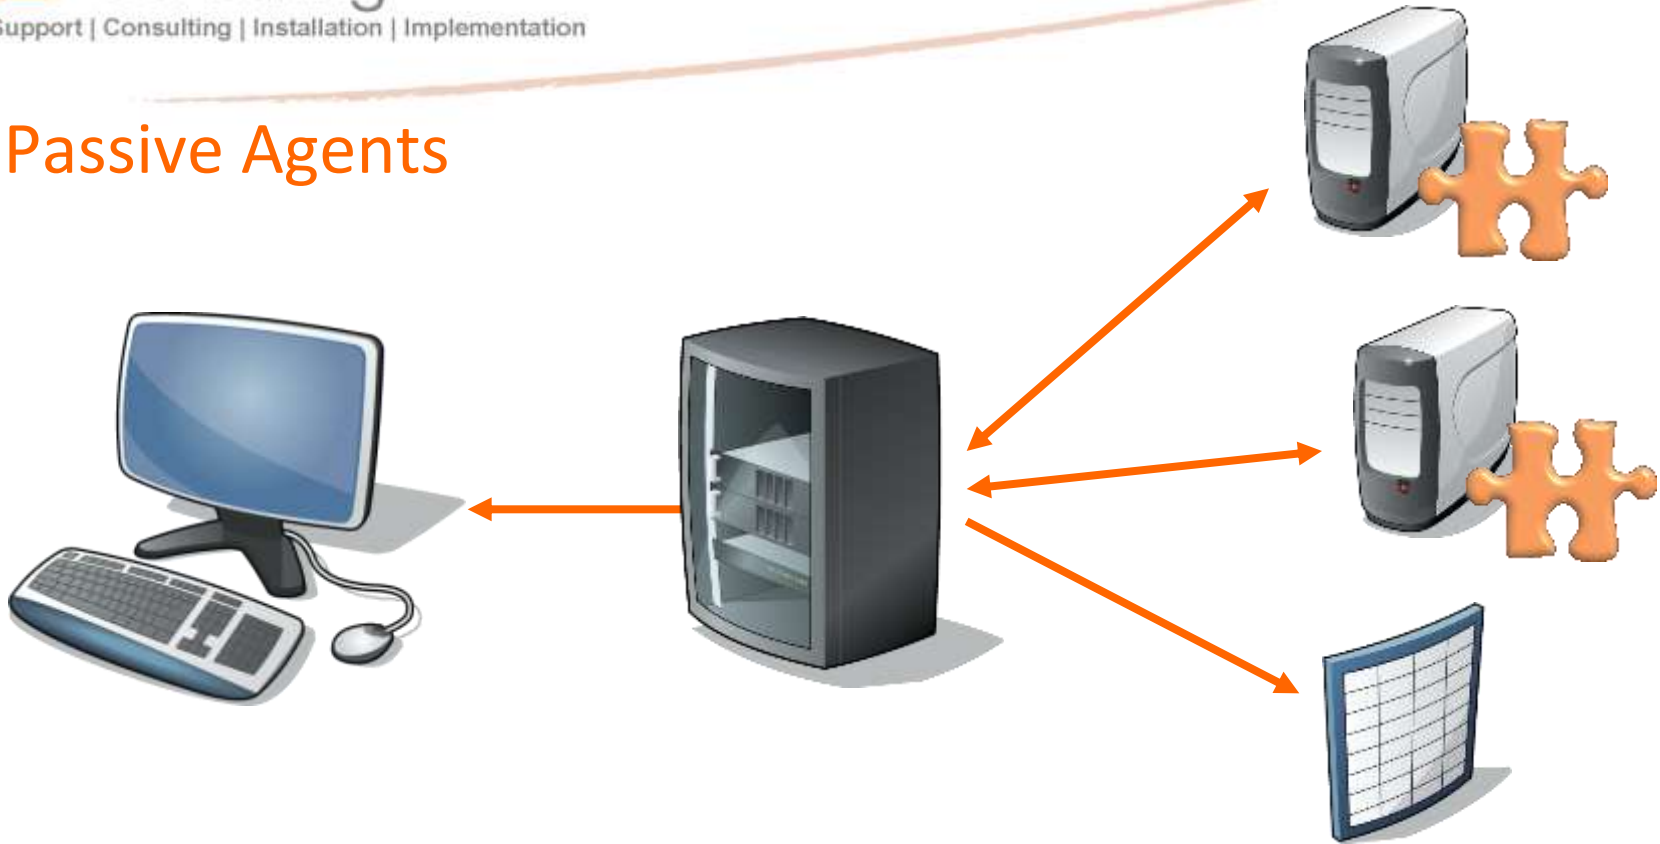 Support | Consulting | Installation | Implementation
Passive Agents